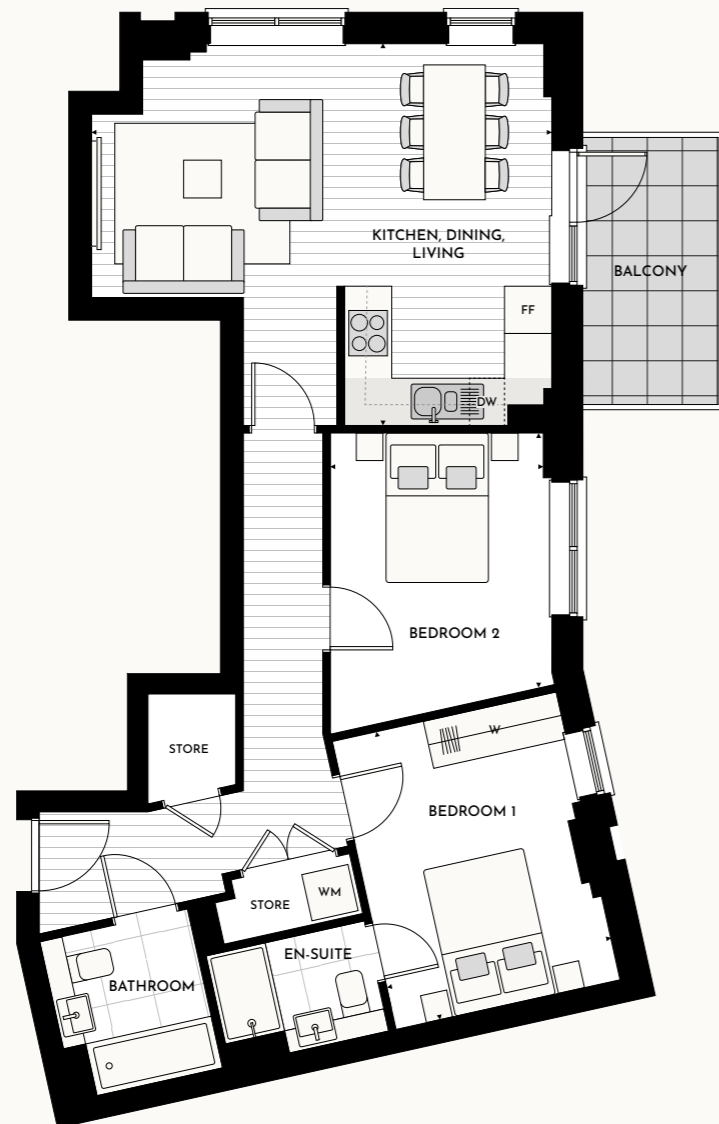 KITCHEN, DINING,
LIVING
BALCONY
FF
DW
BEDROOM 2
W
STORE
BEDROOM 1
WM
STORE
EN-SUITE
BATHROOM